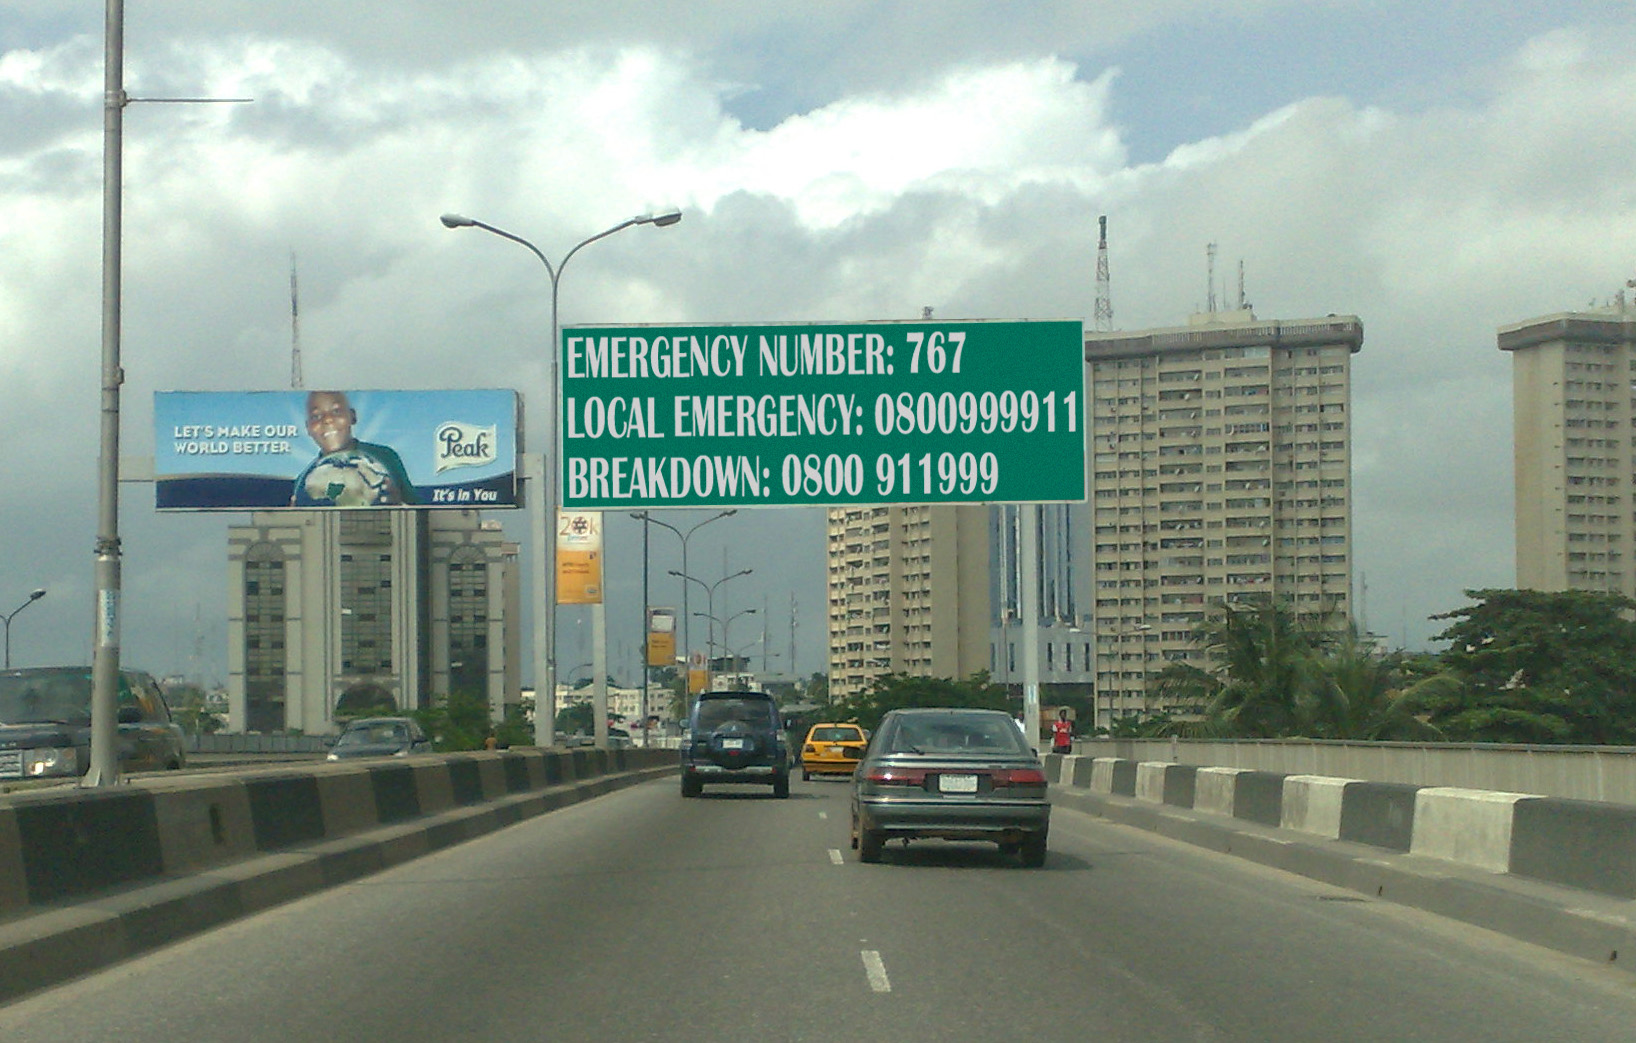 LET'S MAKE OUR
WORLD BETTER
Peak
It's in You
EMERGENCY NUMBER: 767
LOCAL EMERGENCY: 0800999911
BREAKDOWN: 0800 911999